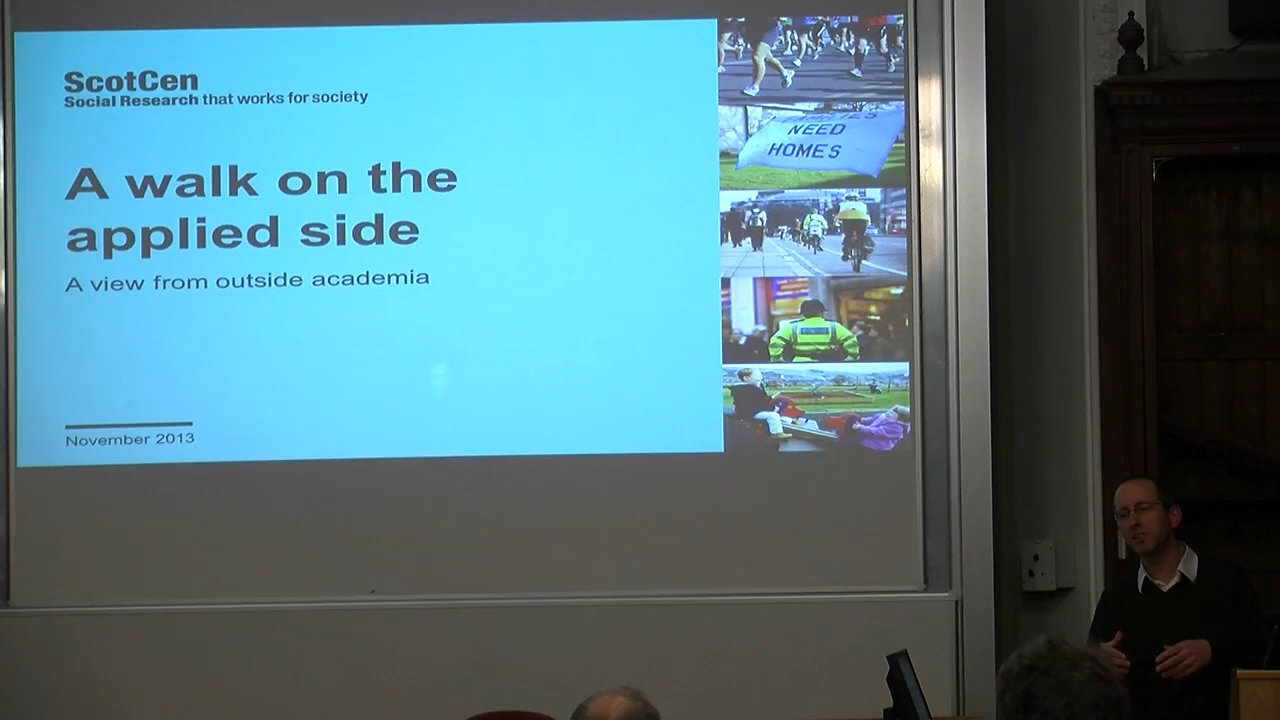 ScotCen
Social Research that works for society
A walk on the
applied side
A view from outside academia
November 2013
NEED
HOMES